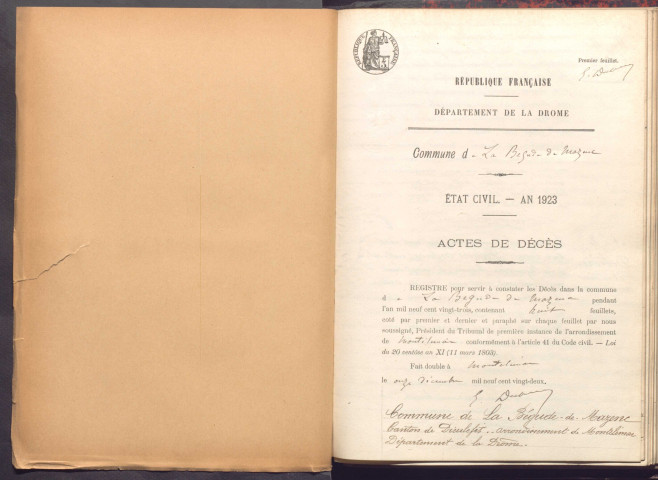 RÉPUBLIQUE FRANÇAISE
Premier feuillet.
RÉPUBLIQUE FRANÇAISE
DÉPARTEMENT DE LA DROME
Commune de La Bégude de Mazenc
ÉTAT CIVIL. — AN 1923
ACTES DE DÉCÈS
REGISTRE pour servir à constater les Décès dans la commune
de La Bégude de Mazenc pendant
l'an mil neuf cent vingt-trois, contenant huit feuillets,
coté par premier et dernier et paraphé sur chaque feuillet par nous
soussigné, Président du Tribunal de première instance de l'arrondissement
de Montélimar conformément à l'article 41 du Code civil. — Loi
du 20 ventôse an XI (11 mars 1803).
Fait double à Montélimar
le onze décembre mil neuf cent vingt-deux.
Commune de La Bégude-de-Mazenc
Canton de Dieulefit — arrondissement de Montélimar
Département de la Drome.